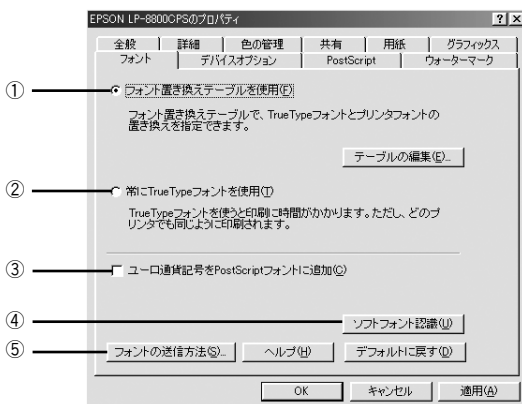 EPSON LP-8800CPSのプロパティ
全般 詳細 色の管理 共有 用紙 グラフィックス
フォント デバイスオプション PostScript ウォーターマーク
① フォント置き換えテーブルを使用(F)
フォント置き換えテーブルで、TrueTypeフォントとプリンタフォントの
置き換えを指定できます。
テーブルの編集(E)...
② 常にTrueTypeフォントを使用(T)
TrueTypeフォントを使うと印刷に時間がかかります。ただし、どのプ
リンタでも同じように印刷されます。
③ ユーロ通貨記号をPostScriptフォントに追加(C)
④ ソフトフォント認識(U)
⑤ フォントの送信方法(S)... ヘルプ(H) デフォルトに戻す(D)
OK キャンセル 適用(A)